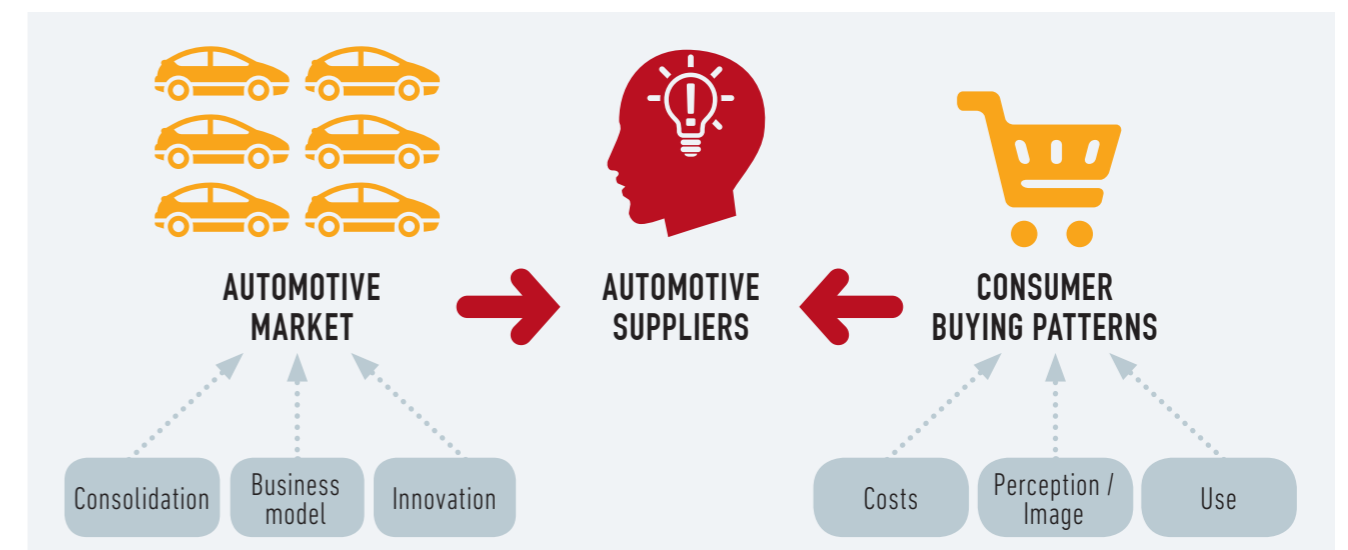 AUTOMOTIVE
MARKET
AUTOMOTIVE
SUPPLIERS
CONSUMER
BUYING PATTERNS
Consolidation
Business
model
Innovation
Costs
Perception /
Image
Use